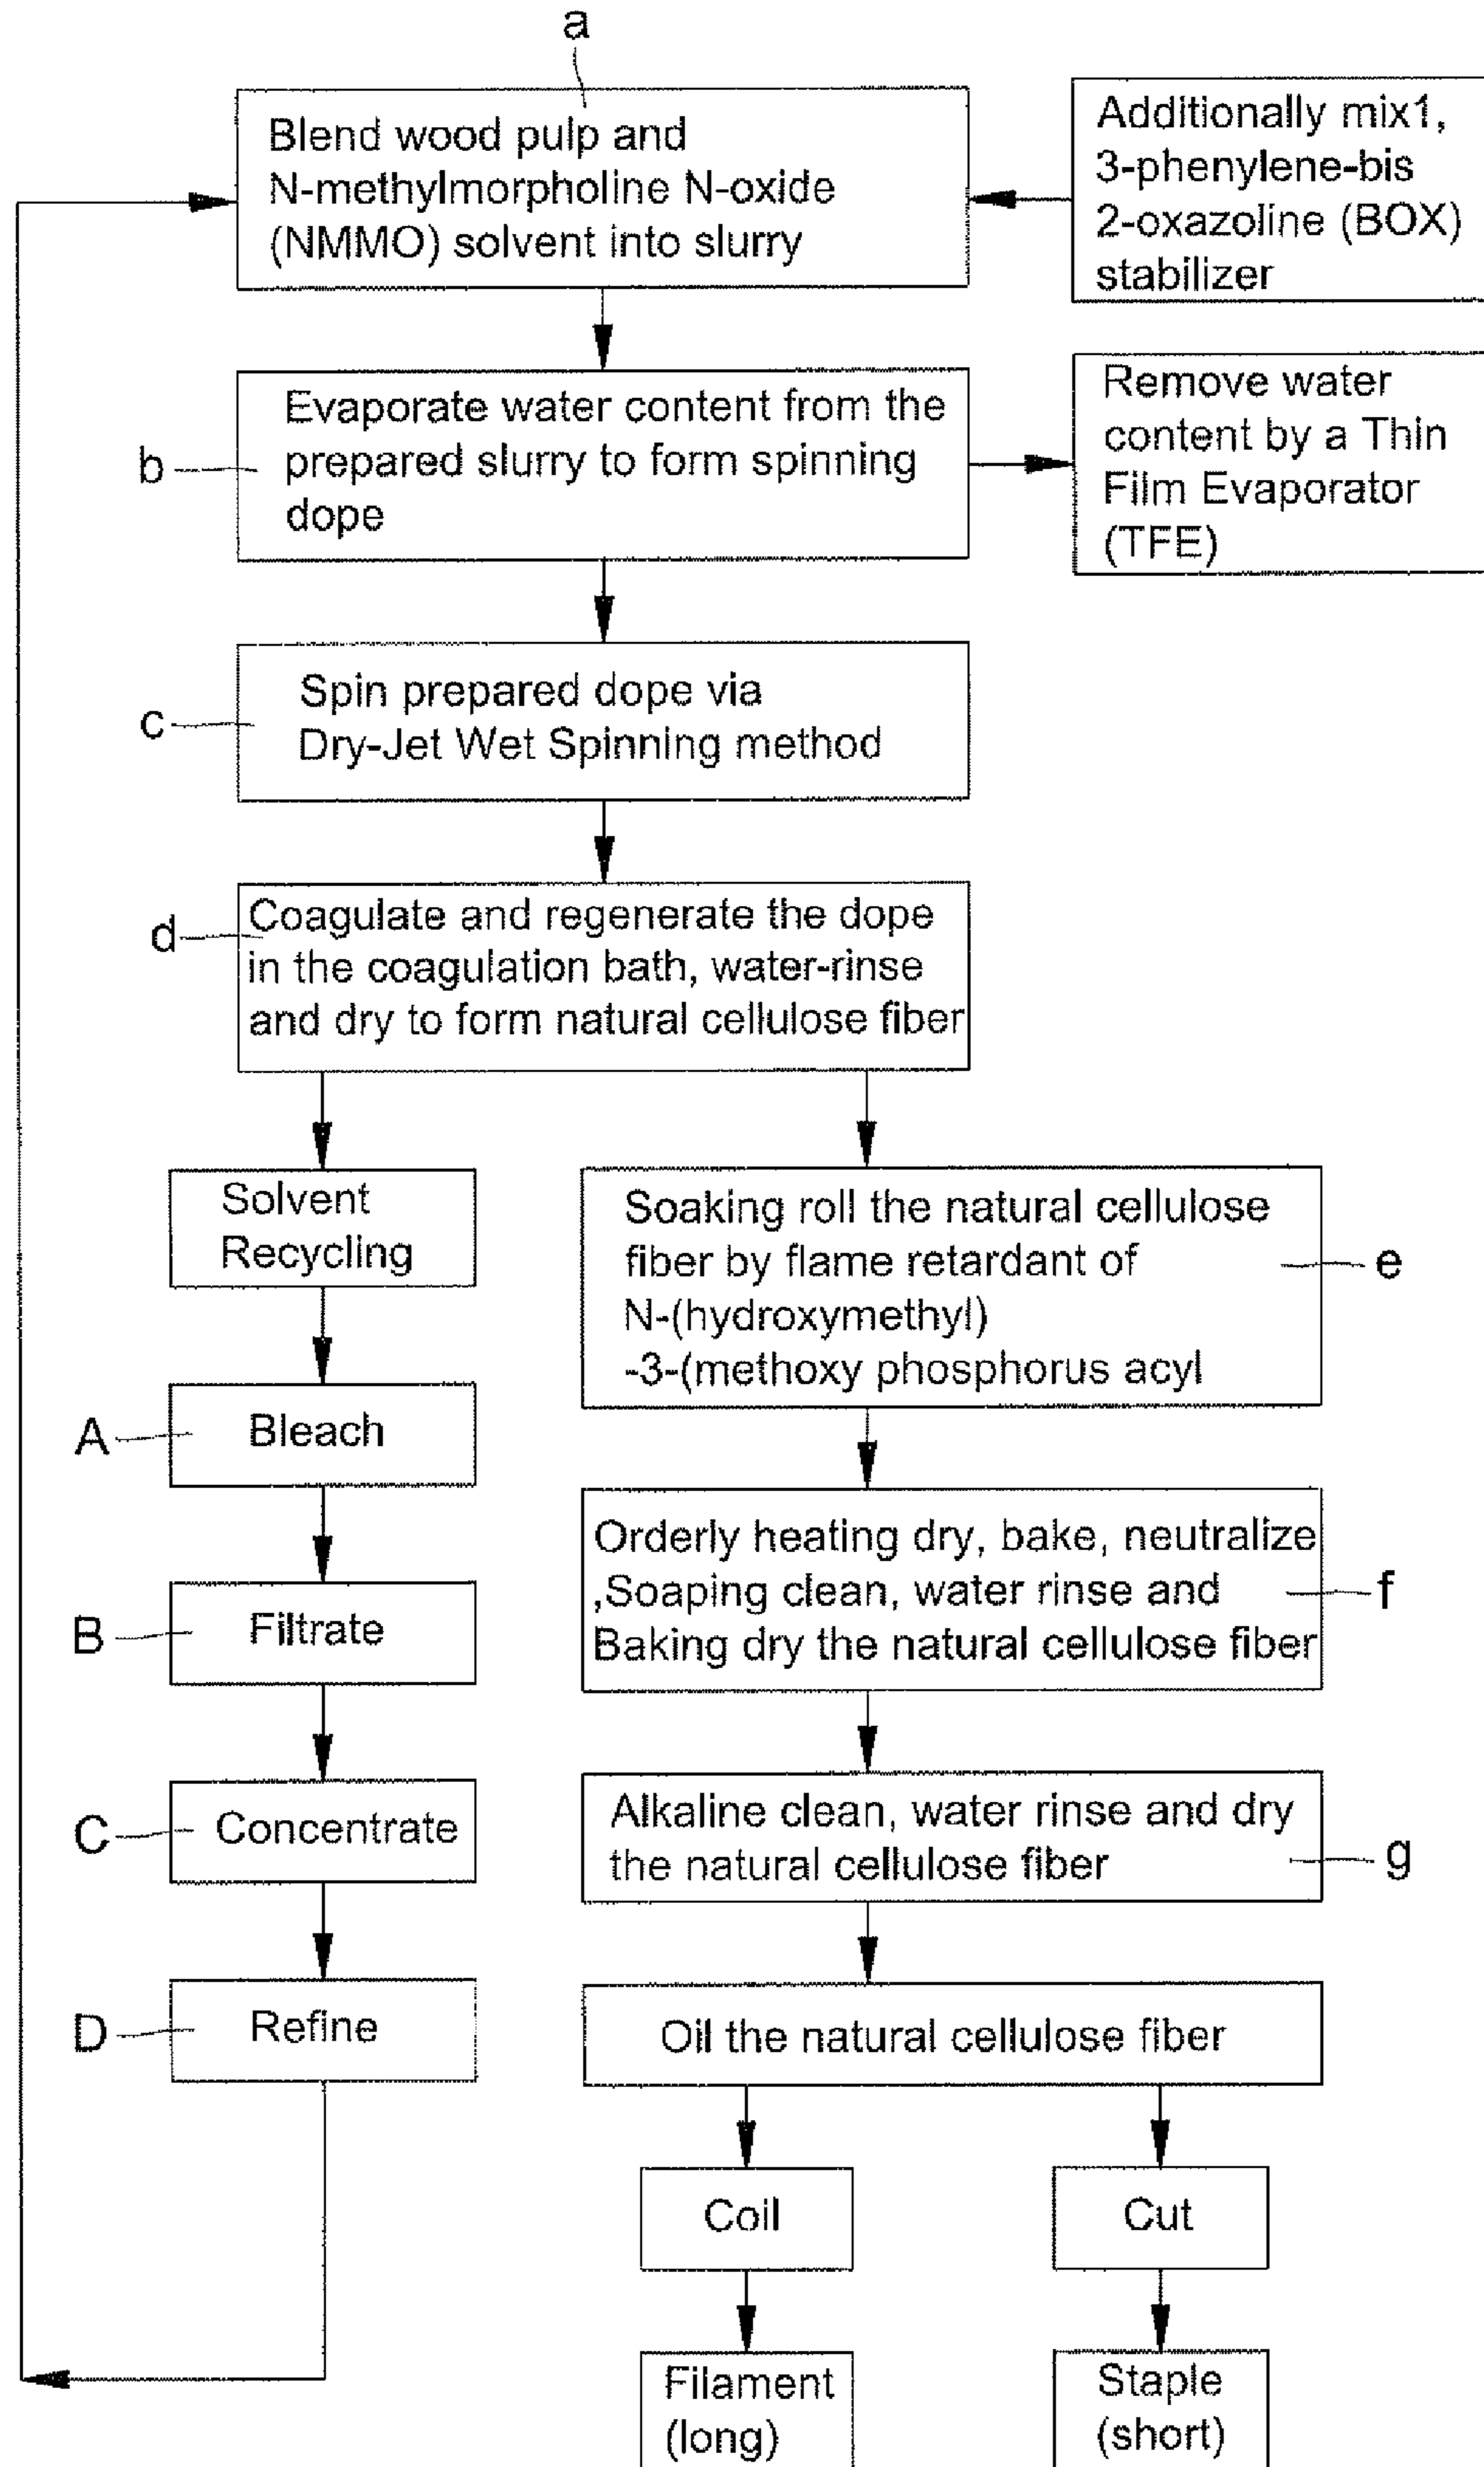 a
Blend wood pulp and
N-methylmorpholine N-oxide
(NMMO) solvent into slurry
Additionally mix1,
3-phenylene-bis
2-oxazoline (BOX)
stabilizer
b
Evaporate water content from the
prepared slurry to form spinning
dope
Remove water
content by a Thin
Film Evaporator
(TFE)
c
Spin prepared dope via
Dry-Jet Wet Spinning method
d
Coagulate and regenerate the dope
in the coagulation bath, water-rinse
and dry to form natural cellulose fiber
Solvent
Recycling
A
Bleach
B
Filtrate
C
Concentrate
D
Refine
Soaking roll the natural cellulose
fiber by flame retardant of
N-(hydroxymethyl)
-3-(methoxy phosphorus acyl
e
Orderly heating dry, bake, neutralize
,Soaping clean, water rinse and
Baking dry the natural cellulose fiber
f
Alkaline clean, water rinse and dry
the natural cellulose fiber
g
Oil the natural cellulose fiber
Coil
Cut
Filament
(long)
Staple
(short)